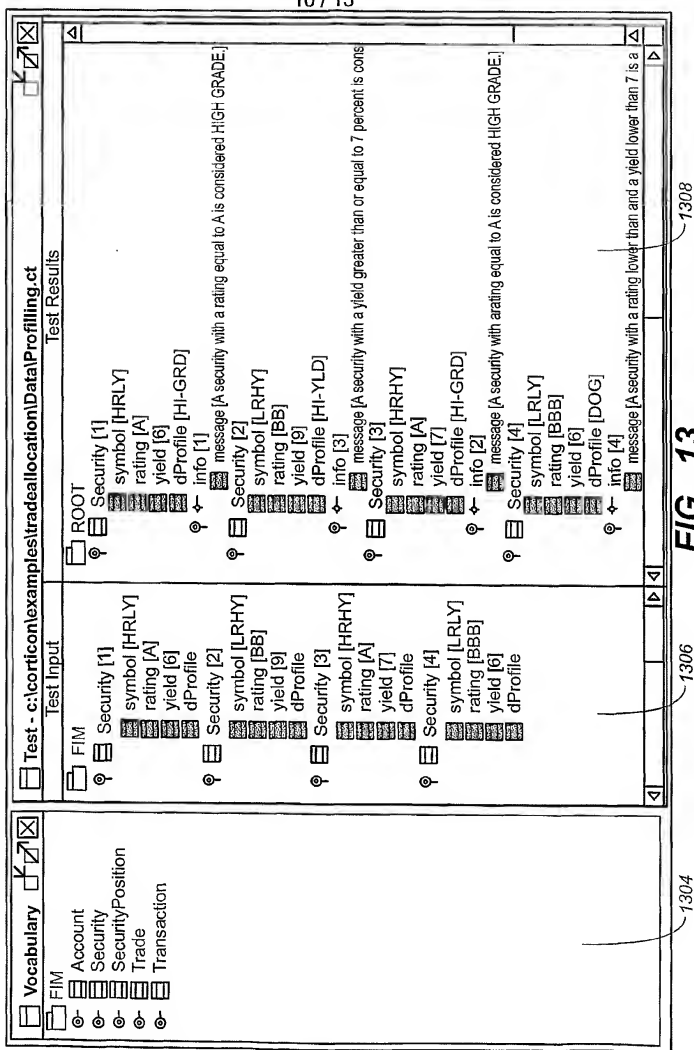 10 / 13
Vocabulary
FIM
Account
Security
SecurityPosition
Trade
Transaction
1304
Test - c:\corticon\examples\tradeallocation\Data\Profilling.ct
Test Input
FIM
Security [1]
symbol [HRLY]
rating [A]
yield [6]
dProfile
Security [2]
symbol [LRHY]
rating [BB]
yield [9]
dProfile
Security [3]
symbol [HRHY]
rating [A]
yield [7]
dProfile
Security [4]
symbol [LRLY]
rating [BBB]
yield [6]
dProfile
1306
Test Results
ROOT
Security [1]
symbol [HRLY]
rating [A]
yield [6]
dProfile [HI-GRD]
info [1]
message [A security with a rating equal to A is considered HIGH GRADE.]
Security [2]
symbol [LRHY]
rating [BB]
yield [9]
dProfile [HI-YLD]
info [3]
message [A security with a yield greater than or equal to 7 percent is cons
Security [3]
symbol [HRHY]
rating [A]
yield [7]
dProfile [HI-GRD]
info [2]
message [A security with arating equal to A is considered HIGH GRADE.]
Security [4]
symbol [LRLY]
rating [BBB]
yield [6]
dProfile [DOG]
info [4]
message [A security with a rating lower than and a yield lower than 7 is a
1308
FIG_13